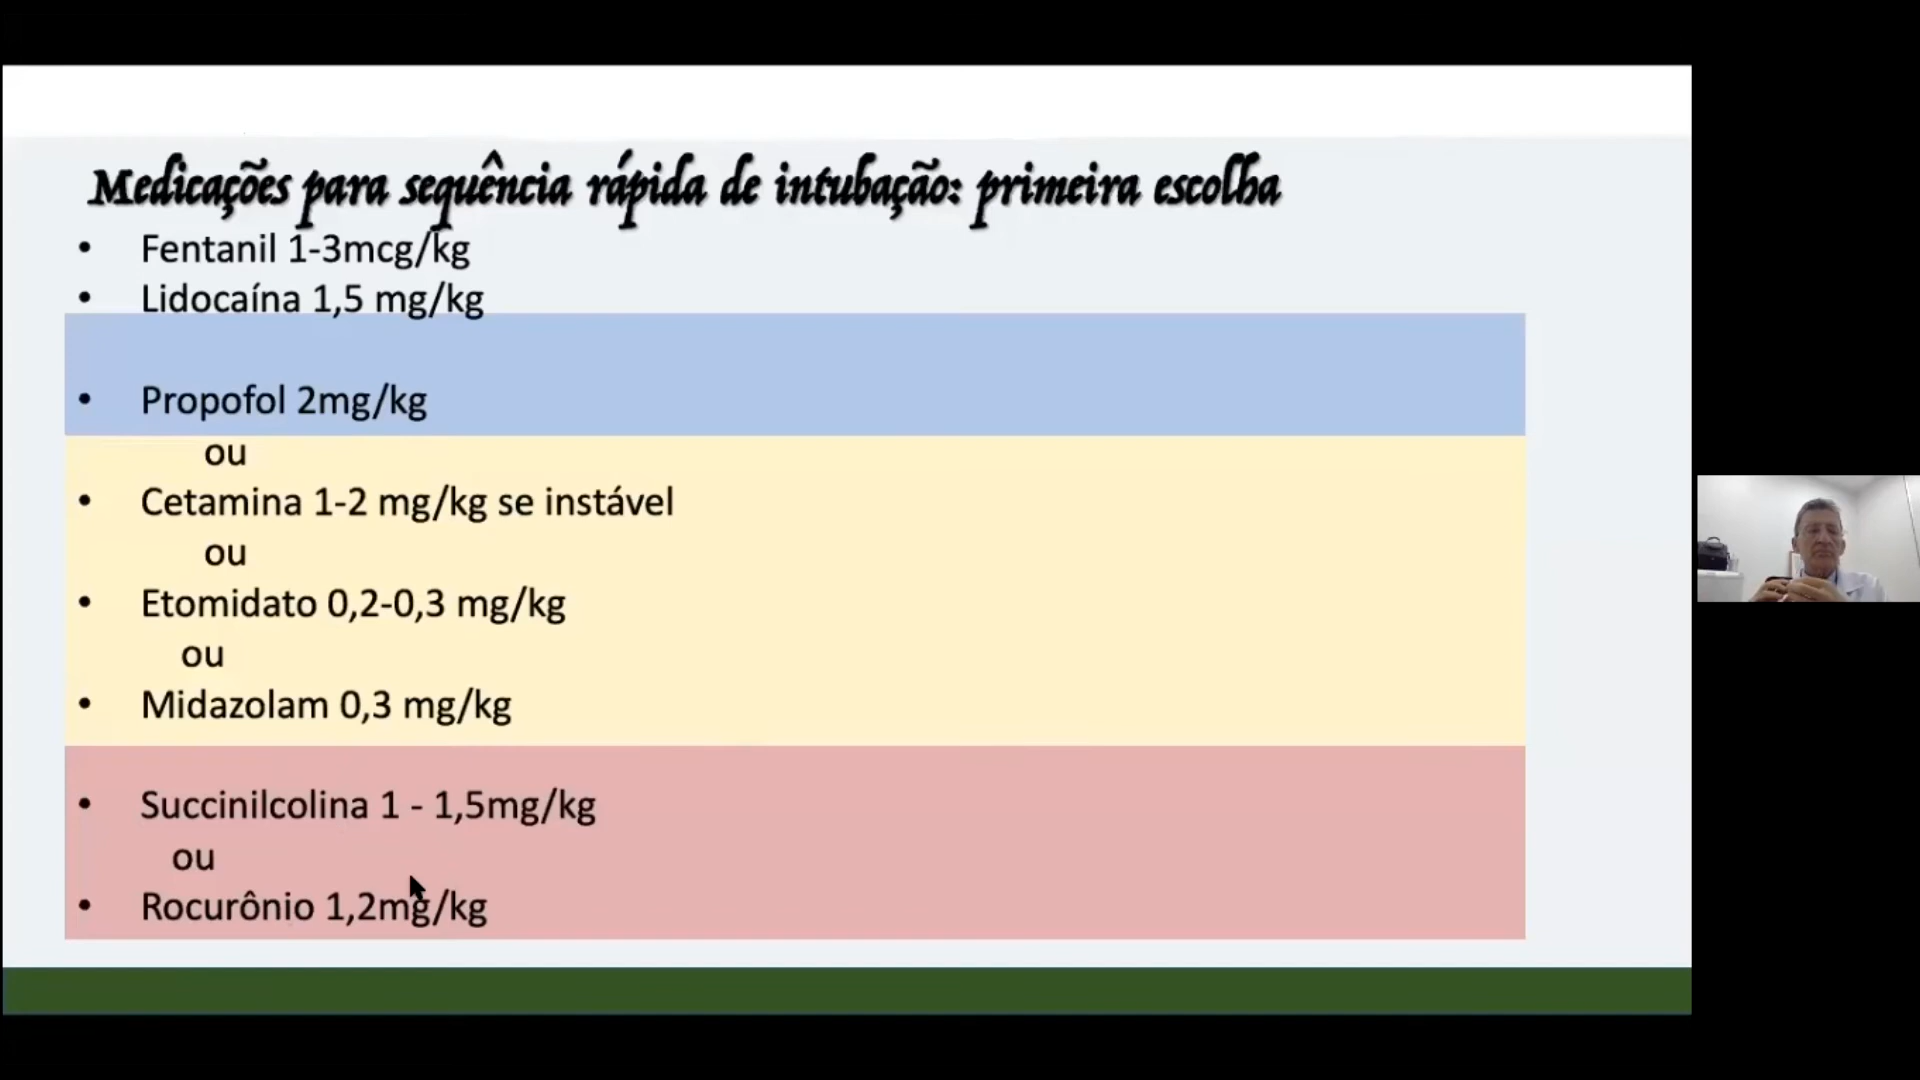 Medicações para sequência rápida de intubação: primeira escolha
• Fentanil 1-3mcg/kg
• Lidocaína 1,5 mg/kg
• Propofol 2mg/kg
ou
• Cetamina 1-2 mg/kg se instável
ou
• Etomidato 0,2-0,3 mg/kg
ou
• Midazolam 0,3 mg/kg
• Succinilcolina 1 - 1,5mg/kg
ou
• Rocurônio 1,2mg/kg